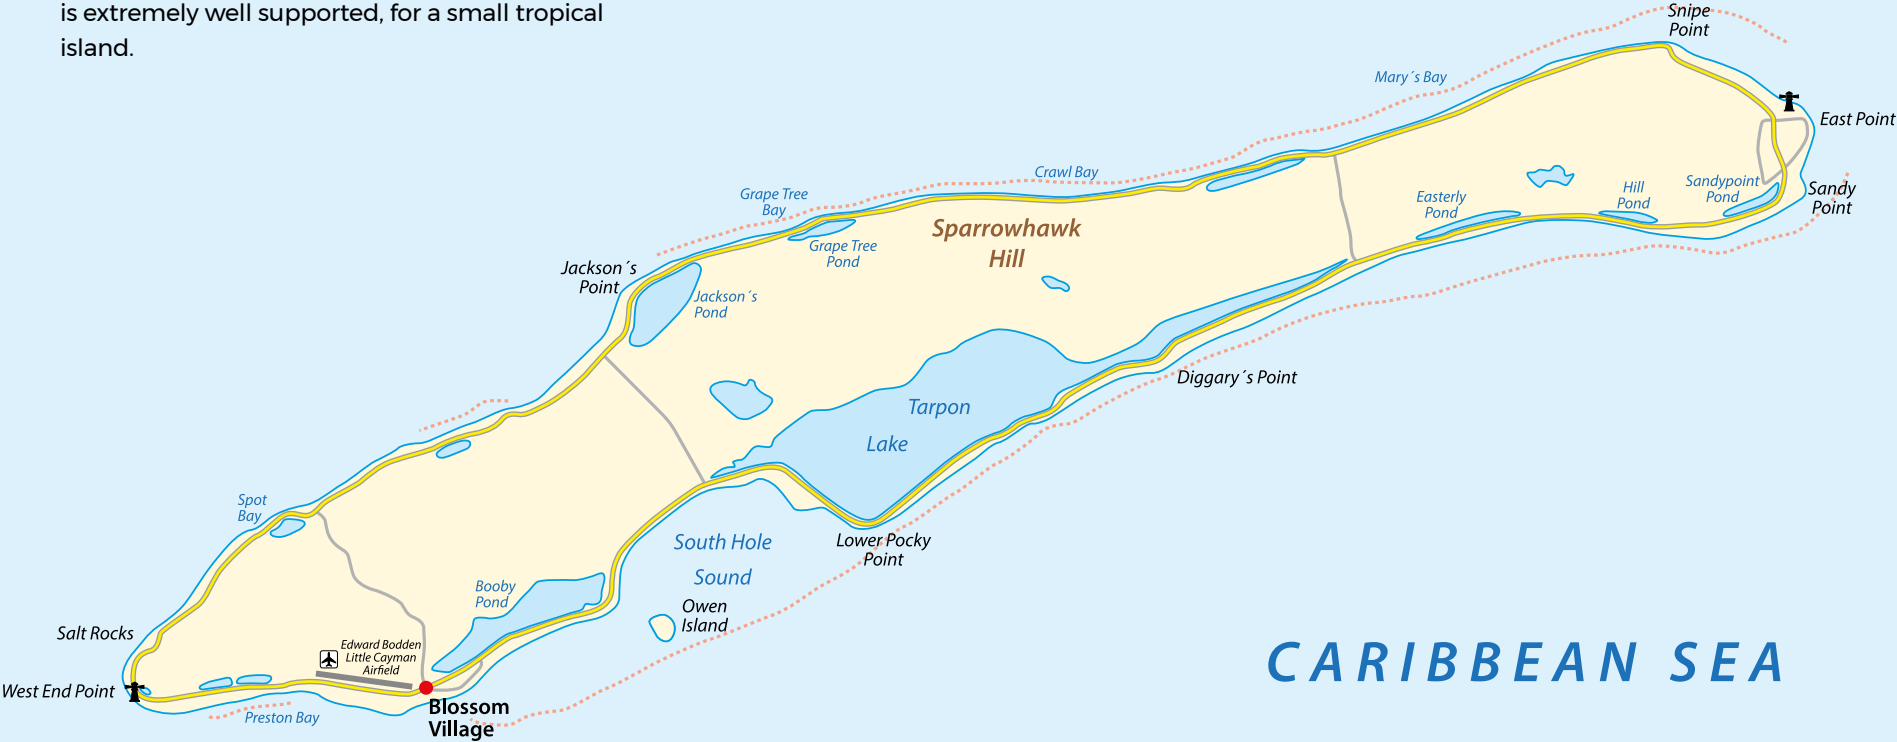 is extremely well supported, for a small tropical
island.
Snipe
Point
Mary´s Bay
East Point
Crawl Bay
Sandypoint
Pond
Hill
Pond
Easterly
Pond
Sandy
Point
Grape Tree
Bay
Sparrowhawk
Hill
Grape Tree
Pond
Jackson´s
Point
Jackson´s
Pond
Diggary´s Point
Tarpon
Lake
Spot
Bay
South Hole
Sound
Lower Pocky
Point
Booby
Pond
Owen
Island
Salt Rocks
Edward Bodden
Little Cayman
Airfield
CARIBBEAN SEA
West End Point
Blossom
Village
Preston Bay